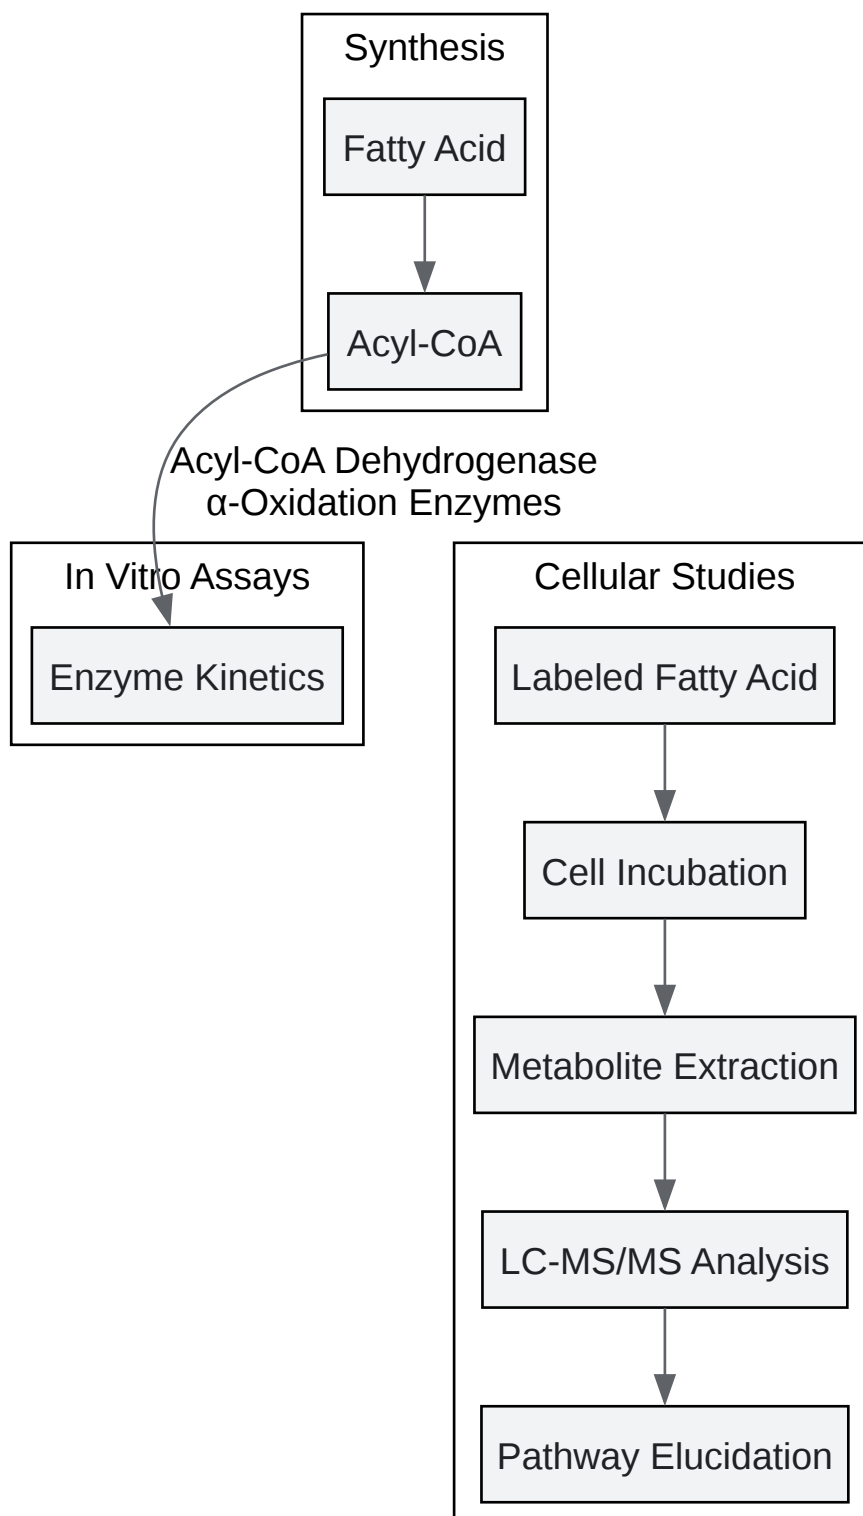 Synthesis
Fatty Acid
Acyl-CoA
Acyl-CoA Dehydrogenase
α-Oxidation Enzymes
In Vitro Assays
Enzyme Kinetics
Cellular Studies
Labeled Fatty Acid
Cell Incubation
Metabolite Extraction
LC-MS/MS Analysis
Pathway Elucidation